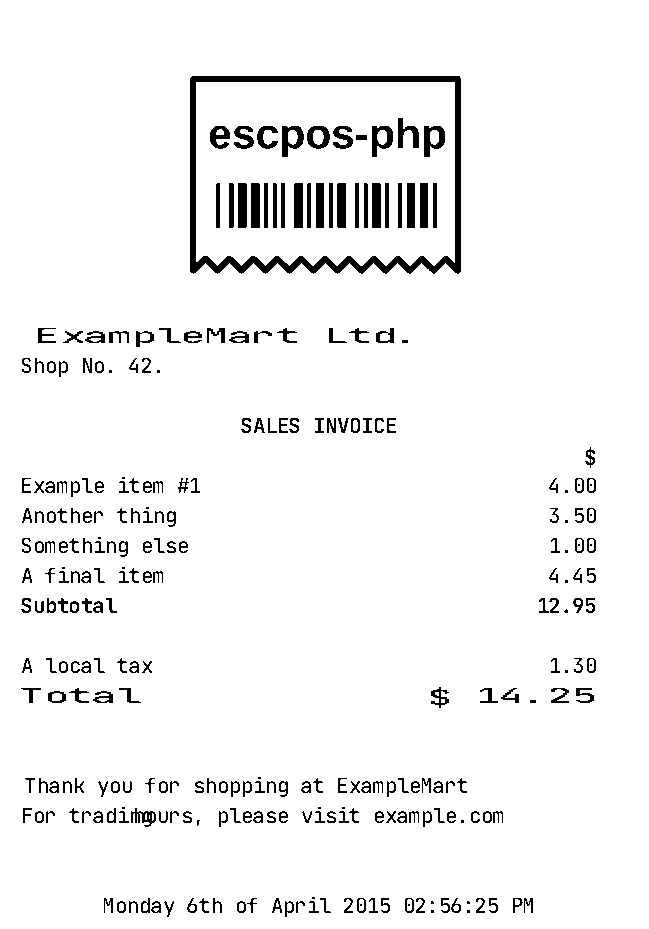 escpos-php
ExampleMart Ltd.
Shop No. 42.
SALES INVOICE
$
Example item #1 4.00
Another thing 3.50
Something else 1.00
A final item 4.45
Subtotal 12.95
A local tax 1.30
Total $ 14.25
Thank you for shopping at ExampleMart
For trading hours, please visit example.com
Monday 6th of April 2015 02:56:25 PM